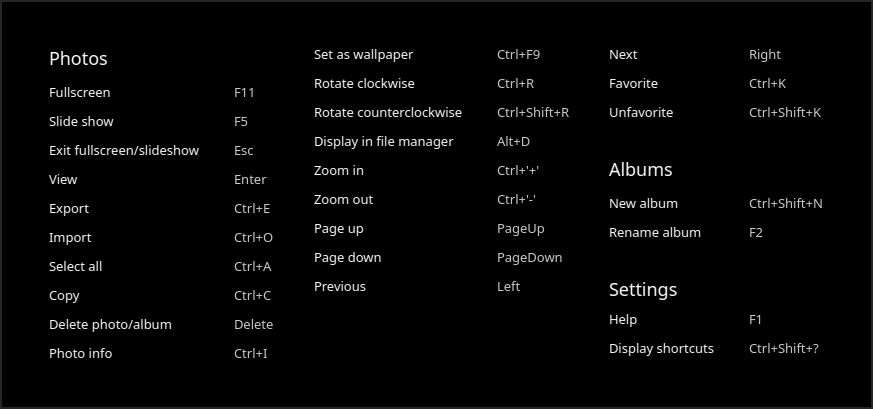 Photos
Fullscreen F11
Slide show F5
Exit fullscreen/slideshow Esc
View Enter
Export Ctrl+E
Import Ctrl+O
Select all Ctrl+A
Copy Ctrl+C
Delete photo/album Delete
Photo info Ctrl+I
Set as wallpaper Ctrl+F9
Rotate clockwise Ctrl+R
Rotate counterclockwise Ctrl+Shift+R
Display in file manager Alt+D
Zoom in Ctrl+'+'
Zoom out Ctrl+'-'
Page up PageUp
Page down PageDown
Previous Left
Next Right
Favorite Ctrl+K
Unfavorite Ctrl+Shift+K
Albums
New album Ctrl+Shift+N
Rename album F2
Settings
Help F1
Display shortcuts Ctrl+Shift+?